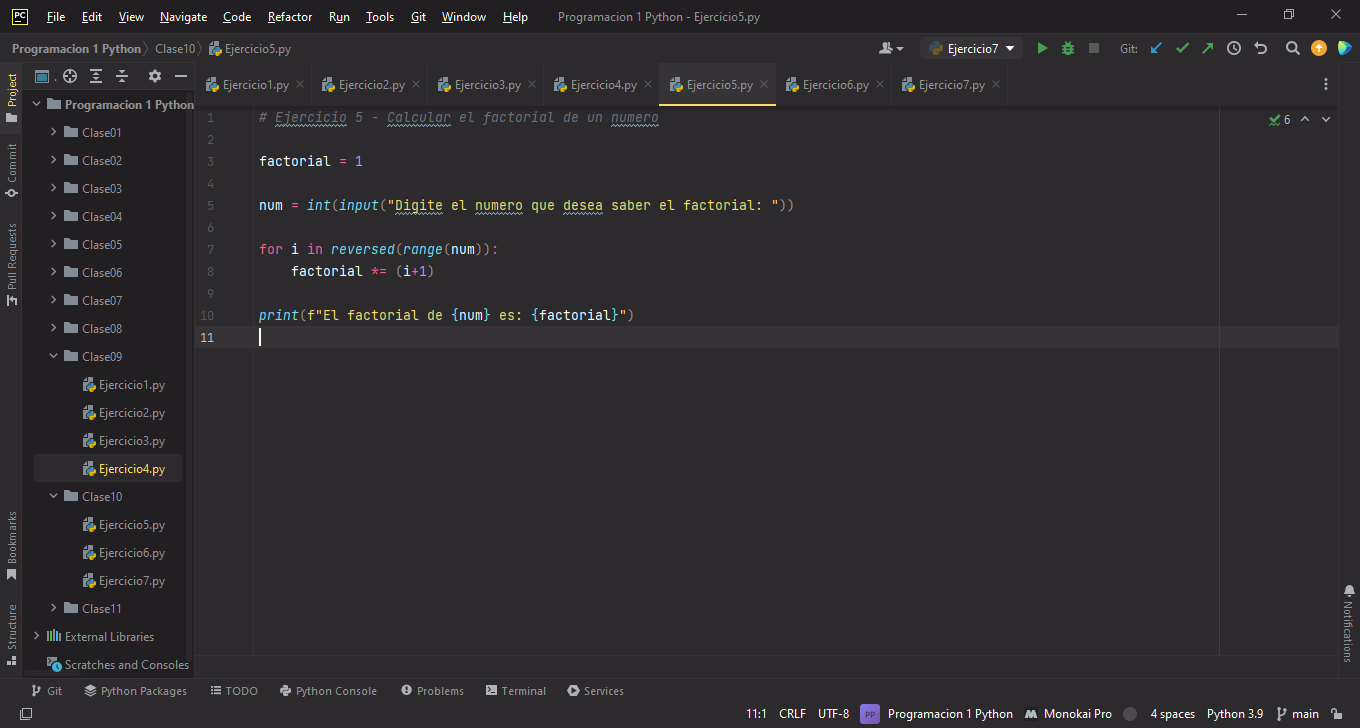 PC File Edit View Navigate Code Refactor Run Tools Git Window Help Programacion 1 Python - Ejercicio5.py
Programacion 1 Python Clase10 Ejercicio5.py Ejercicio7 Git:
Ejercicio1.py Ejercicio2.py Ejercicio3.py Ejercicio4.py Ejercicio5.py Ejercicio6.py Ejercicio7.py
Project
Commit
Pull Requests
Bookmarks
Structure
Programacion 1 Python
Clase01
Clase02
Clase03
Clase04
Clase05
Clase06
Clase07
Clase08
Clase09
Ejercicio1.py
Ejercicio2.py
Ejercicio3.py
Ejercicio4.py
Clase10
Ejercicio5.py
Ejercicio6.py
Ejercicio7.py
Clase11
External Libraries
Scratches and Consoles
1 # Ejercicio 5 - Calcular el factorial de un numero
2
3 factorial = 1
4
5 num = int(input("Digite el numero que desea saber el factorial: "))
6
7 for i in reversed(range(num)):
8 factorial *= (i+1)
9
10 print(f"El factorial de {num} es: {factorial}")
11
6
Notifications
Git Python Packages TODO Python Console Problems Terminal Services
11:1 CRLF UTF-8 PP Programacion 1 Python M Monokai Pro 4 spaces Python 3.9 main